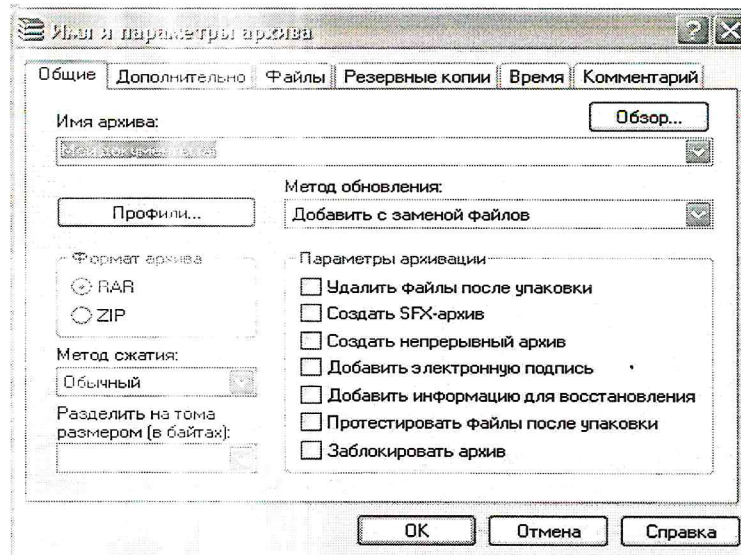 Имя и параметры архива
Общие Дополнительно Файлы Резервные копии Время Комментарий
Имя архива:
Обзор...
Метод обновления:
Профили...
Добавить с заменой файлов
Формат архива
RAR
ZIP
Метод сжатия:
Обычный
Разделить на тома
размером (в байтах):
Параметры архивации
Удалить файлы после упаковки
Создать SFX-архив
Создать непрерывный архив
Добавить электронную подпись
Добавить информацию для восстановления
Протестировать файлы после упаковки
Заблокировать архив
OK Отмена Справка